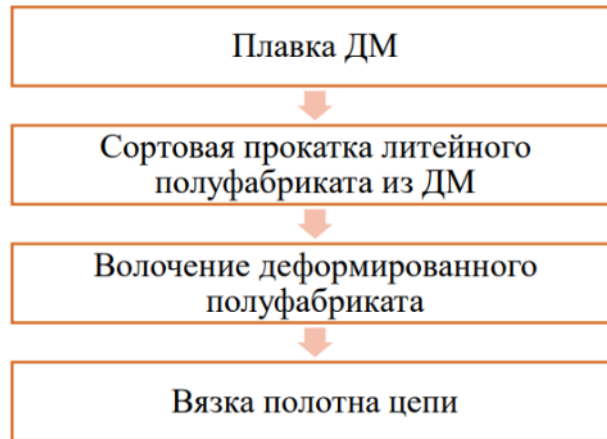 Плавка ДМ
Сортовая прокатка литейного
полуфабриката из ДМ
Волочение деформированного
полуфабриката
Вязка полотна цепи